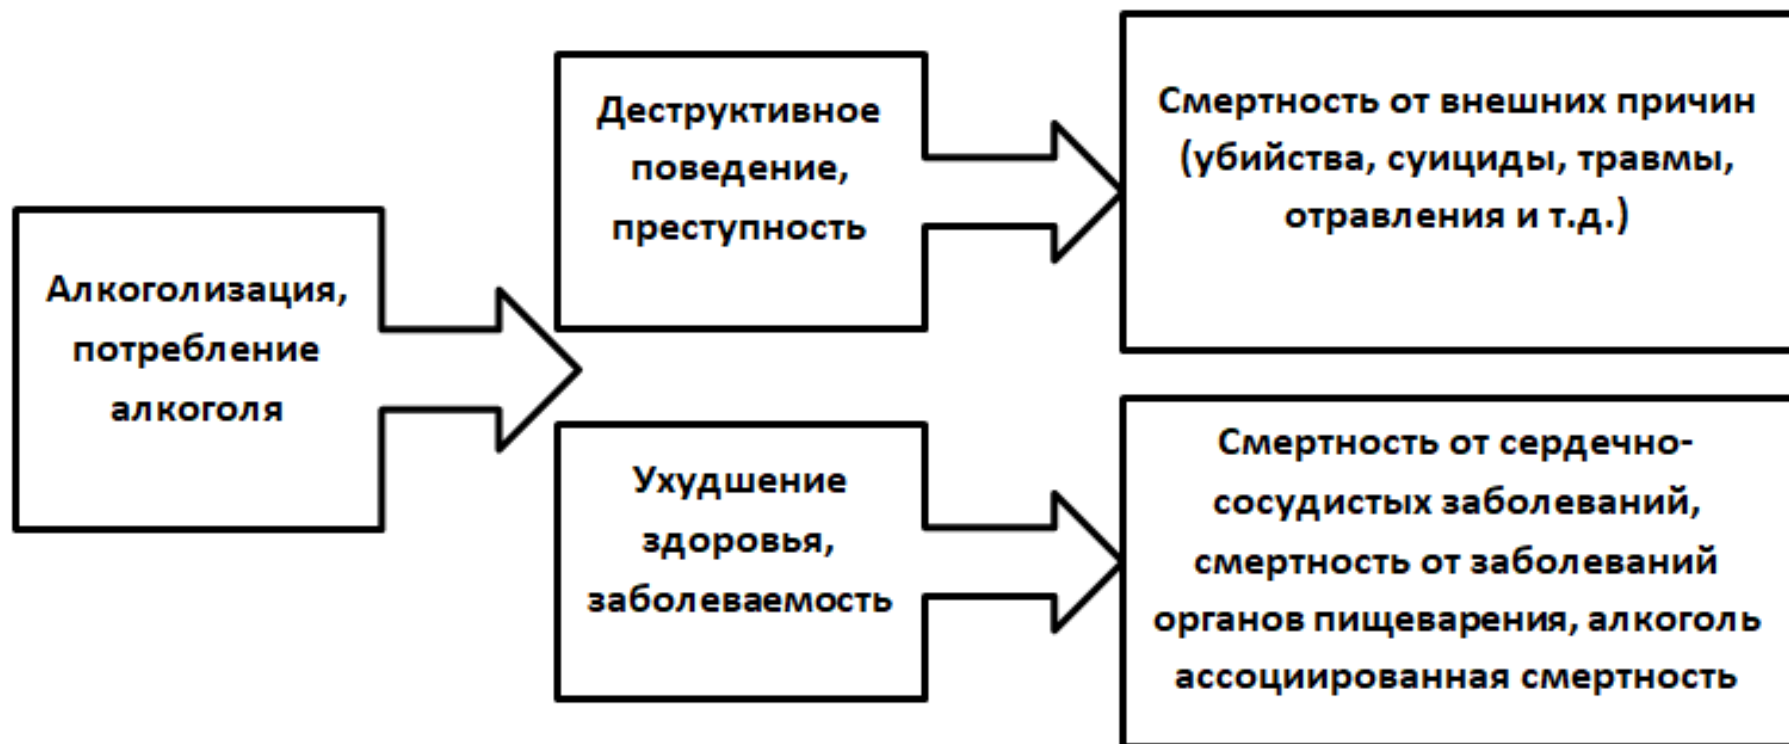 Алкоголизация,
потребление
алкоголя
Деструктивное
поведение,
преступность
Смертность от внешних причин
(убийства, суициды, травмы,
отравления и т.д.)
Ухудшение
здоровья,
заболеваемость
Смертность от сердечно-
сосудистых заболеваний,
смертность от заболеваний
органов пищеварения, алкоголь
ассоциированная смертность